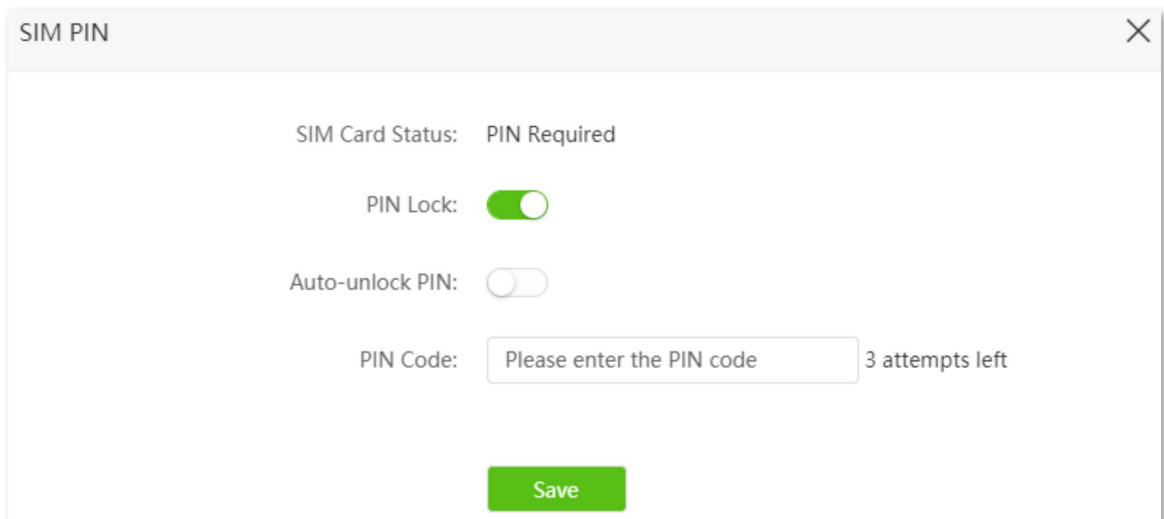 SIM PIN
SIM Card Status: PIN Required
PIN Lock:
Auto-unlock PIN:
PIN Code: Please enter the PIN code 3 attempts left
Save